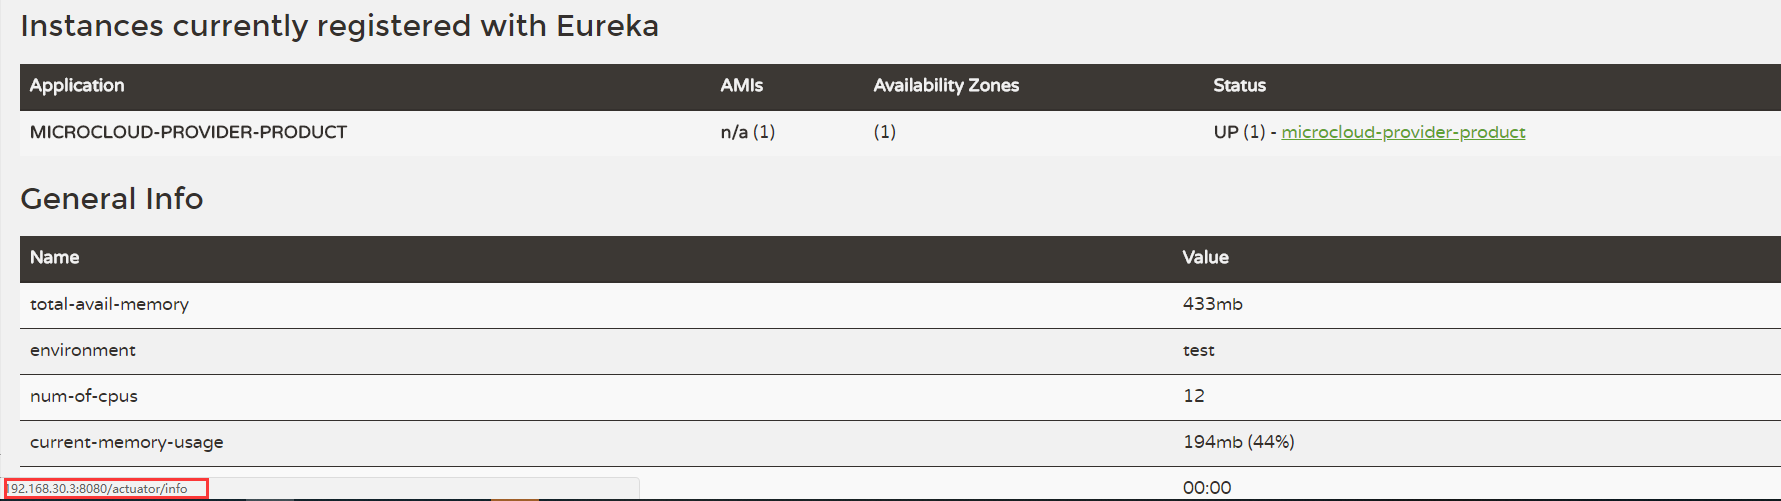 Instances currently registered with Eureka
Application AMIs Availability Zones Status
MICROCLOUD-PROVIDER-PRODUCT n/a (1) (1) UP (1) - microcloud-provider-product
General Info
Name Value
total-avail-memory 433mb
environment test
num-of-cpus 12
current-memory-usage 194mb (44%)
00:00
192.168.30.3:8080/actuator/info